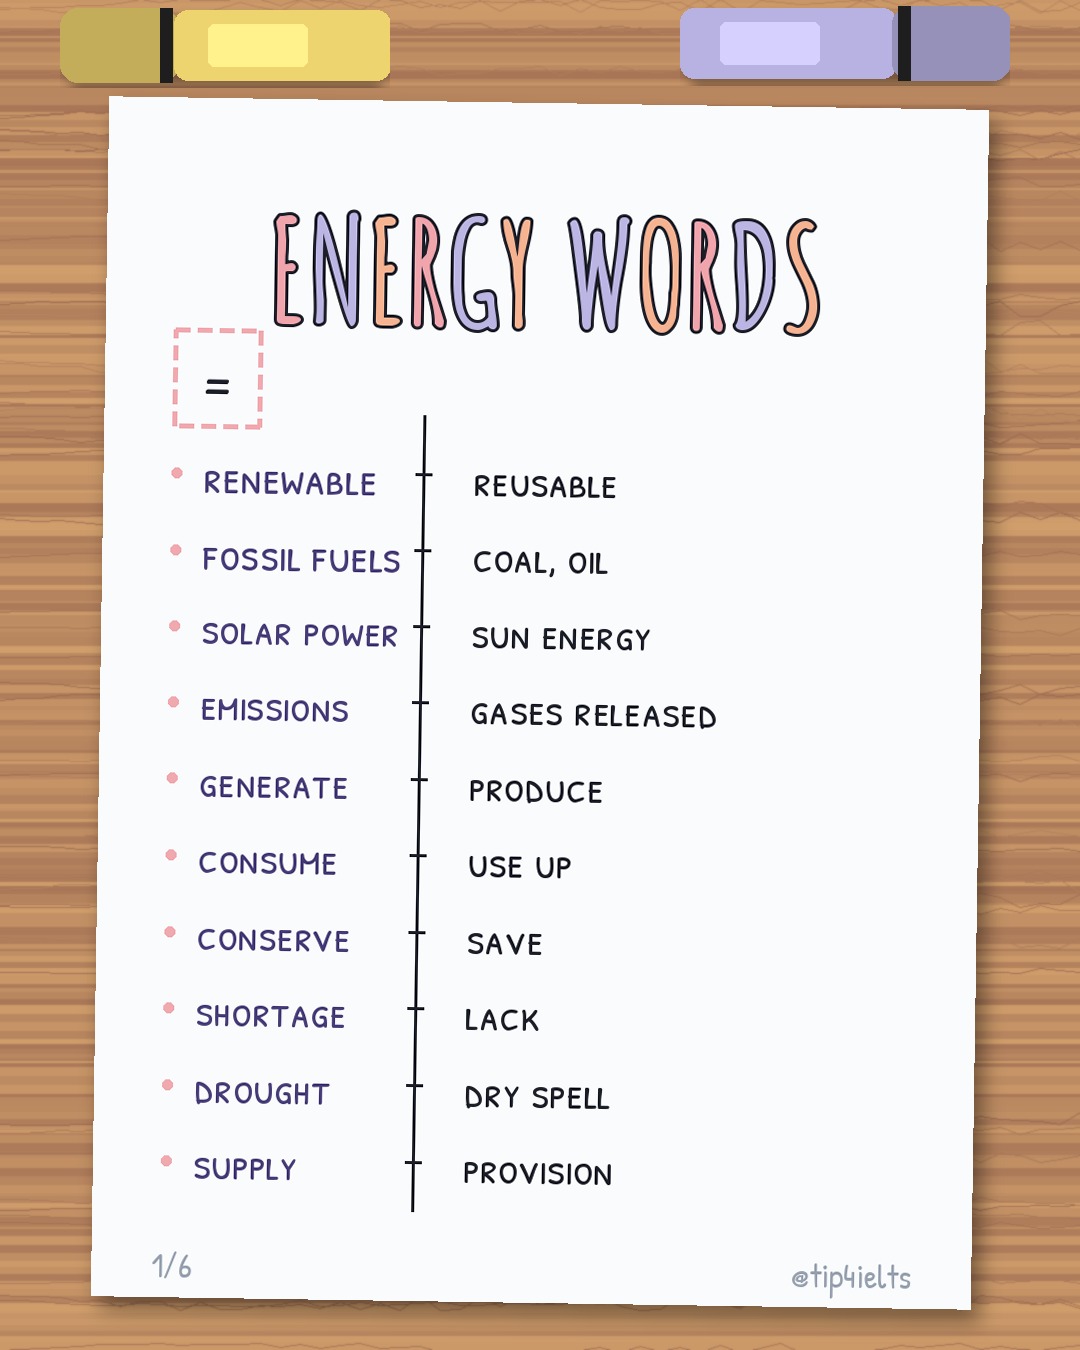 ENERGY WORDS
=
RENEWABLE REUSABLE
FOSSIL FUELS COAL, OIL
SOLAR POWER SUN ENERGY
EMISSIONS GASES RELEASED
GENERATE PRODUCE
CONSUME USE UP
CONSERVE SAVE
SHORTAGE LACK
DROUGHT DRY SPELL
SUPPLY PROVISION
1/6
@tip4ielts